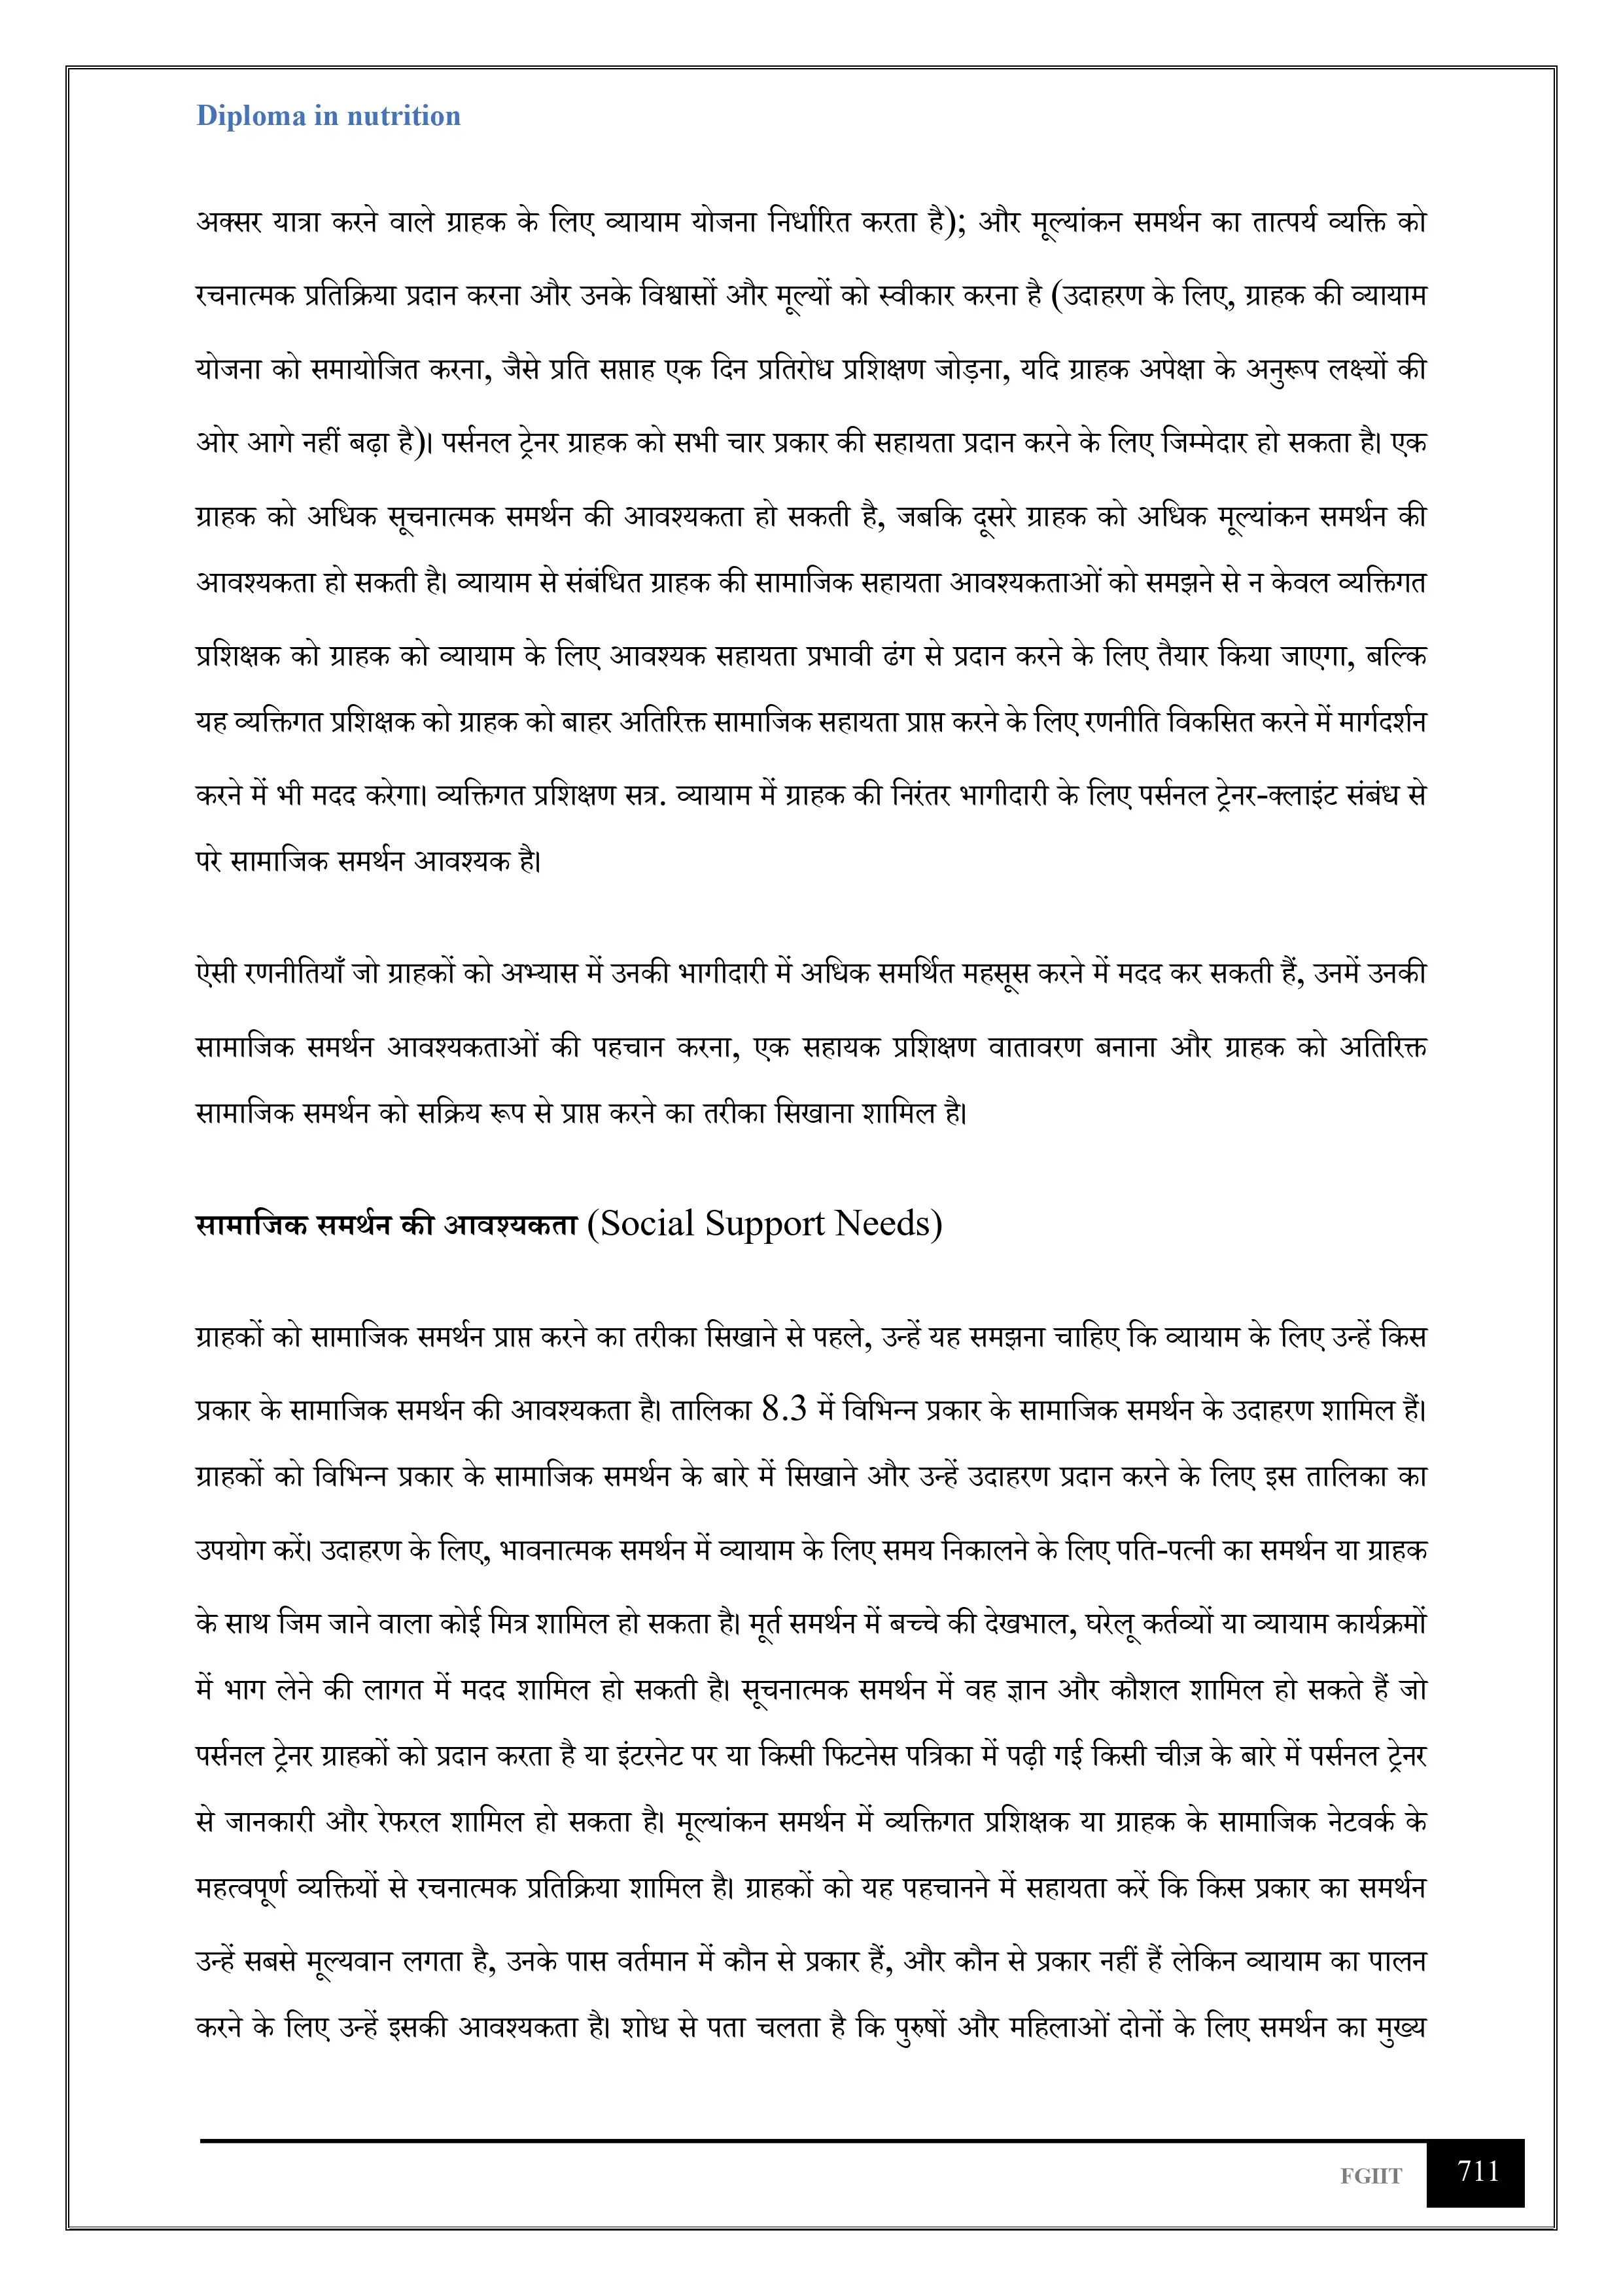 Diploma in nutrition
अक्सर यात्रा करने वाले ग्राहक के लिए व्यायाम योजना निर्धारित करता है); और मूल्यांकन समर्थन का तात्पर्य व्यक्ति को
रचनात्मक प्रतिक्रिया प्रदान करना और उनके विश्वासों और मूल्यों को स्वीकार करना है (उदाहरण के लिए, ग्राहक की व्यायाम
योजना को समायोजित करना, जैसे प्रति सप्ताह एक दिन प्रतिरोध प्रशिक्षण जोड़ना, यदि ग्राहक अपेक्षा के अनुरूप लक्ष्यों की
ओर आगे नहीं बढ़ा है)। पर्सनल ट्रेनर ग्राहक को सभी चार प्रकार की सहायता प्रदान करने के लिए जिम्मेदार हो सकता है। एक
ग्राहक को अधिक सूचनात्मक समर्थन की आवश्यकता हो सकती है, जबकि दूसरे ग्राहक को अधिक मूल्यांकन समर्थन की
आवश्यकता हो सकती है। व्यायाम से संबंधित ग्राहक की सामाजिक सहायता आवश्यकताओं को समझने से न केवल व्यक्तिगत
प्रशिक्षक को ग्राहक को व्यायाम के लिए आवश्यक सहायता प्रभावी ढंग से प्रदान करने के लिए तैयार किया जाएगा, बल्कि
यह व्यक्तिगत प्रशिक्षक को ग्राहक को बाहर अतिरिक्त सामाजिक सहायता प्राप्त करने के लिए रणनीति विकसित करने में मार्गदर्शन
करने में भी मदद करेगा। व्यक्तिगत प्रशिक्षण सत्र. व्यायाम में ग्राहक की निरंतर भागीदारी के लिए पर्सनल ट्रेनर-क्लाइंट संबंध से
परे सामाजिक समर्थन आवश्यक है।
ऐसी रणनीतियाँ जो ग्राहकों को अभ्यास में उनकी भागीदारी में अधिक समर्थित महसूस करने में मदद कर सकती हैं, उनमें उनकी
सामाजिक समर्थन आवश्यकताओं की पहचान करना, एक सहायक प्रशिक्षण वातावरण बनाना और ग्राहक को अतिरिक्त
सामाजिक समर्थन को सक्रिय रूप से प्राप्त करने का तरीका सिखाना शामिल है।
सामाजिक समर्थन की आवश्यकता (Social Support Needs)
ग्राहकों को सामाजिक समर्थन प्राप्त करने का तरीका सिखाने से पहले, उन्हें यह समझना चाहिए कि व्यायाम के लिए उन्हें किस
प्रकार के सामाजिक समर्थन की आवश्यकता है। तालिका 8.3 में विभिन्न प्रकार के सामाजिक समर्थन के उदाहरण शामिल हैं।
ग्राहकों को विभिन्न प्रकार के सामाजिक समर्थन के बारे में सिखाने और उन्हें उदाहरण प्रदान करने के लिए इस तालिका का
उपयोग करें। उदाहरण के लिए, भावनात्मक समर्थन में व्यायाम के लिए समय निकालने के लिए पति-पत्नी का समर्थन या ग्राहक
के साथ जिम जाने वाला कोई मित्र शामिल हो सकता है। मूर्त समर्थन में बच्चे की देखभाल, घरेलू कर्तव्यों या व्यायाम कार्यक्रमों
में भाग लेने की लागत में मदद शामिल हो सकती है। सूचनात्मक समर्थन में वह ज्ञान और कौशल शामिल हो सकते हैं जो
पर्सनल ट्रेनर ग्राहकों को प्रदान करता है या इंटरनेट पर या किसी फिटनेस पत्रिका में पढ़ी गई किसी चीज़ के बारे में पर्सनल ट्रेनर
से जानकारी और रेफरल शामिल हो सकता है। मूल्यांकन समर्थन में व्यक्तिगत प्रशिक्षक या ग्राहक के सामाजिक नेटवर्क के
महत्वपूर्ण व्यक्तियों से रचनात्मक प्रतिक्रिया शामिल है। ग्राहकों को यह पहचानने में सहायता करें कि किस प्रकार का समर्थन
उन्हें सबसे मूल्यवान लगता है, उनके पास वर्तमान में कौन से प्रकार हैं, और कौन से प्रकार नहीं हैं लेकिन व्यायाम का पालन
करने के लिए उन्हें इसकी आवश्यकता है। शोध से पता चलता है कि पुरुषों और महिलाओं दोनों के लिए समर्थन का मुख्य
FGIIT 711